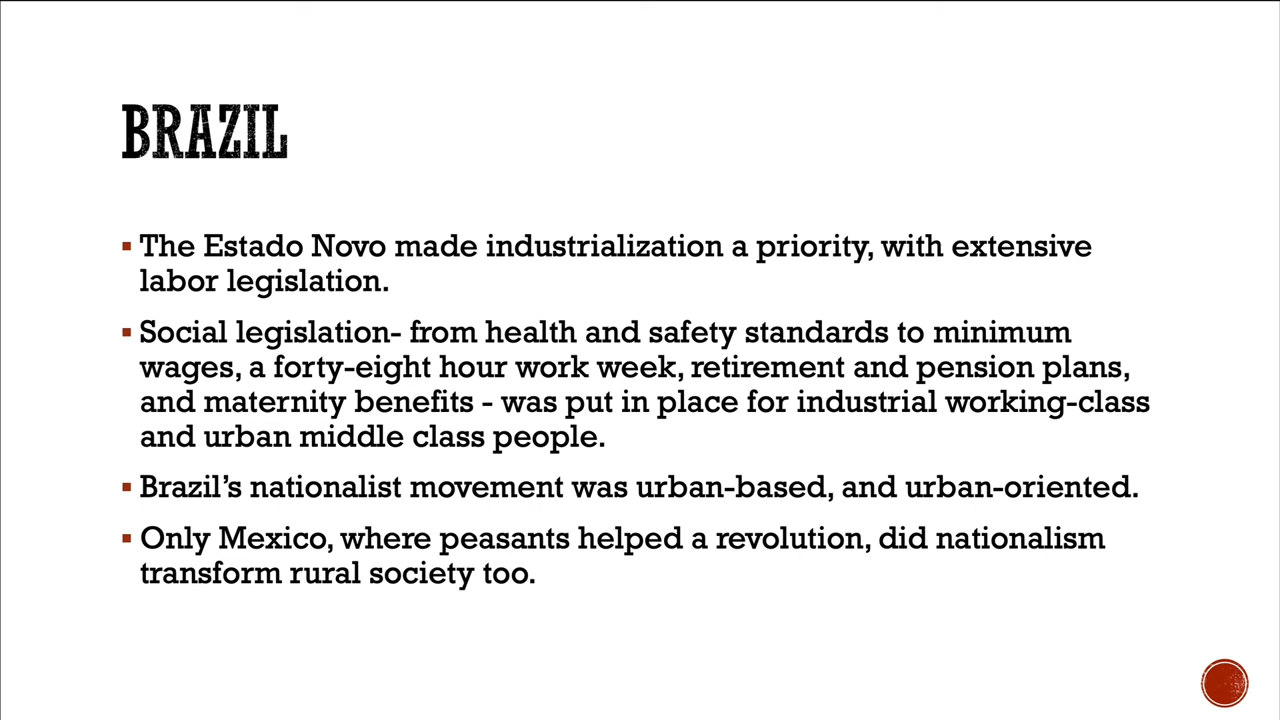 BRAZIL
▪ The Estado Novo made industrialization a priority, with extensive
labor legislation.
▪ Social legislation- from health and safety standards to minimum
wages, a forty-eight hour work week, retirement and pension plans,
and maternity benefits - was put in place for industrial working-class
and urban middle class people.
▪ Brazil’s nationalist movement was urban-based, and urban-oriented.
▪ Only Mexico, where peasants helped a revolution, did nationalism
transform rural society too.